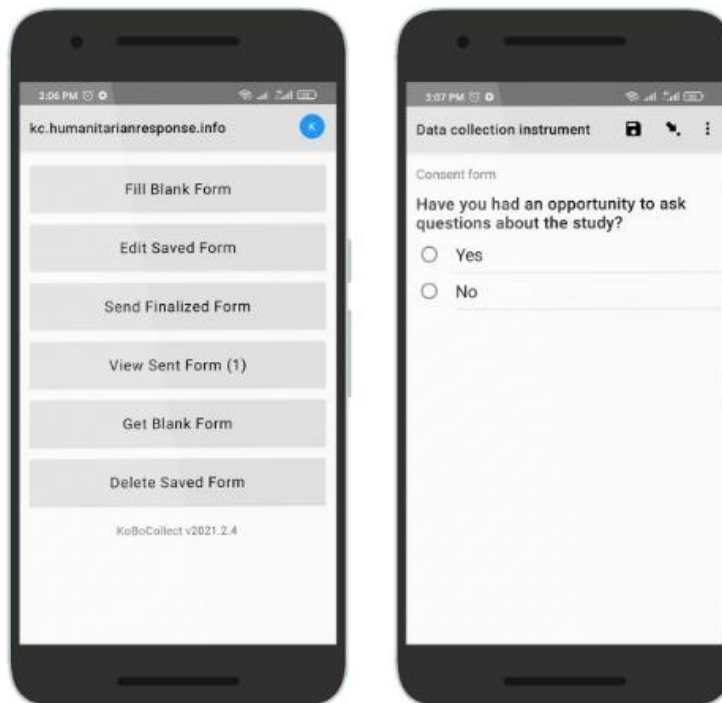 3:06 PM
kc.humanitarianresponse.info
K
Fill Blank Form
Edit Saved Form
Send Finalized Form
View Sent Form (1)
Get Blank Form
Delete Saved Form
KoBoCollect v2021.2.4
3:07 PM
Data collection instrument
Consent form
Have you had an opportunity to ask
questions about the study?
Yes
No